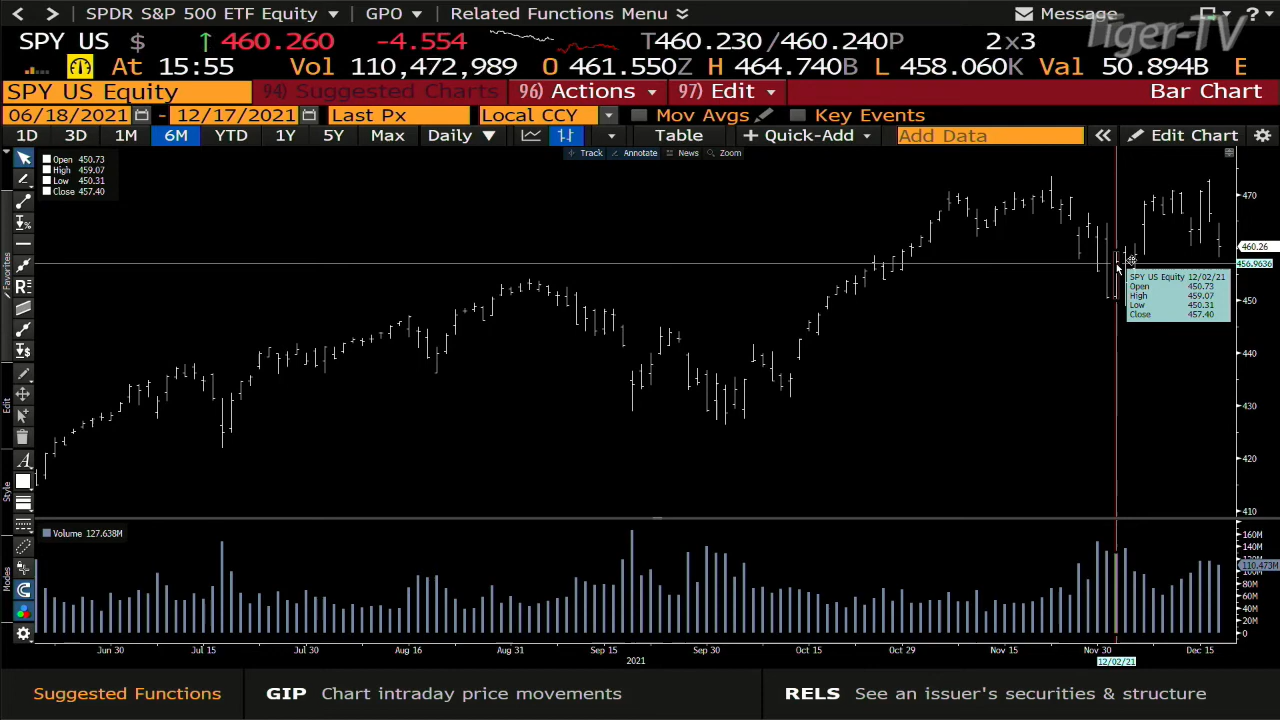 SPDR S&P 500 ETF Equity GPO Related Functions Menu Message ?
Tiger-TV
SPY US $ 460.260 -4.554 T460.230/460.240P 2x3
At 15:55 Vol 110,472,989 O 461.550Z H 464.740B L 458.060K Val 50.894B E
SPY US Equity 94) Suggested Charts 96) Actions 97) Edit Bar Chart
06/18/2021 - 12/17/2021 Last Px Local CCY Mov Avgs Key Events
1D 3D 1M 6M YTD 1Y 5Y Max Daily Table + Quick-Add Add Data Edit Chart
Track Annotate News Zoom
Open 450.73
High 459.07
Low 450.31
Close 457.40
470
460.26
456.9636
450
440
430
420
410
SPY US Equity 12/02/21
Open 450.73
High 459.07
Low 450.31
Close 457.40
Favorites
Edit
Style
Modes
Volume 127.638M
160M
140M
120M
110.473M
100M
80M
60M
40M
20M
0
Jun 30 Jul 15 Jul 30 Aug 16 Aug 31 Sep 15 Sep 30 Oct 15 Oct 29 Nov 15 Nov 30 Dec 15
2021 12/02/21
Suggested Functions GIP Chart intraday price movements RELS See an issuer's securities & structure